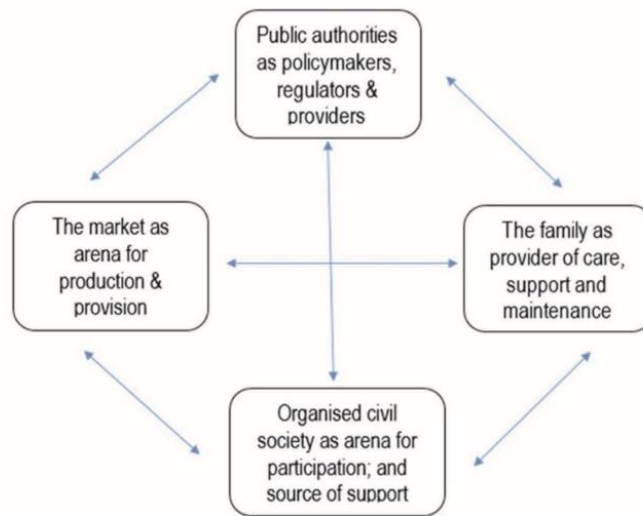 Public authorities
as policymakers,
regulators &
providers
The market as
arena for
production &
provision
The family as
provider of care,
support and
maintenance
Organised civil
society as arena for
participation; and
source of support